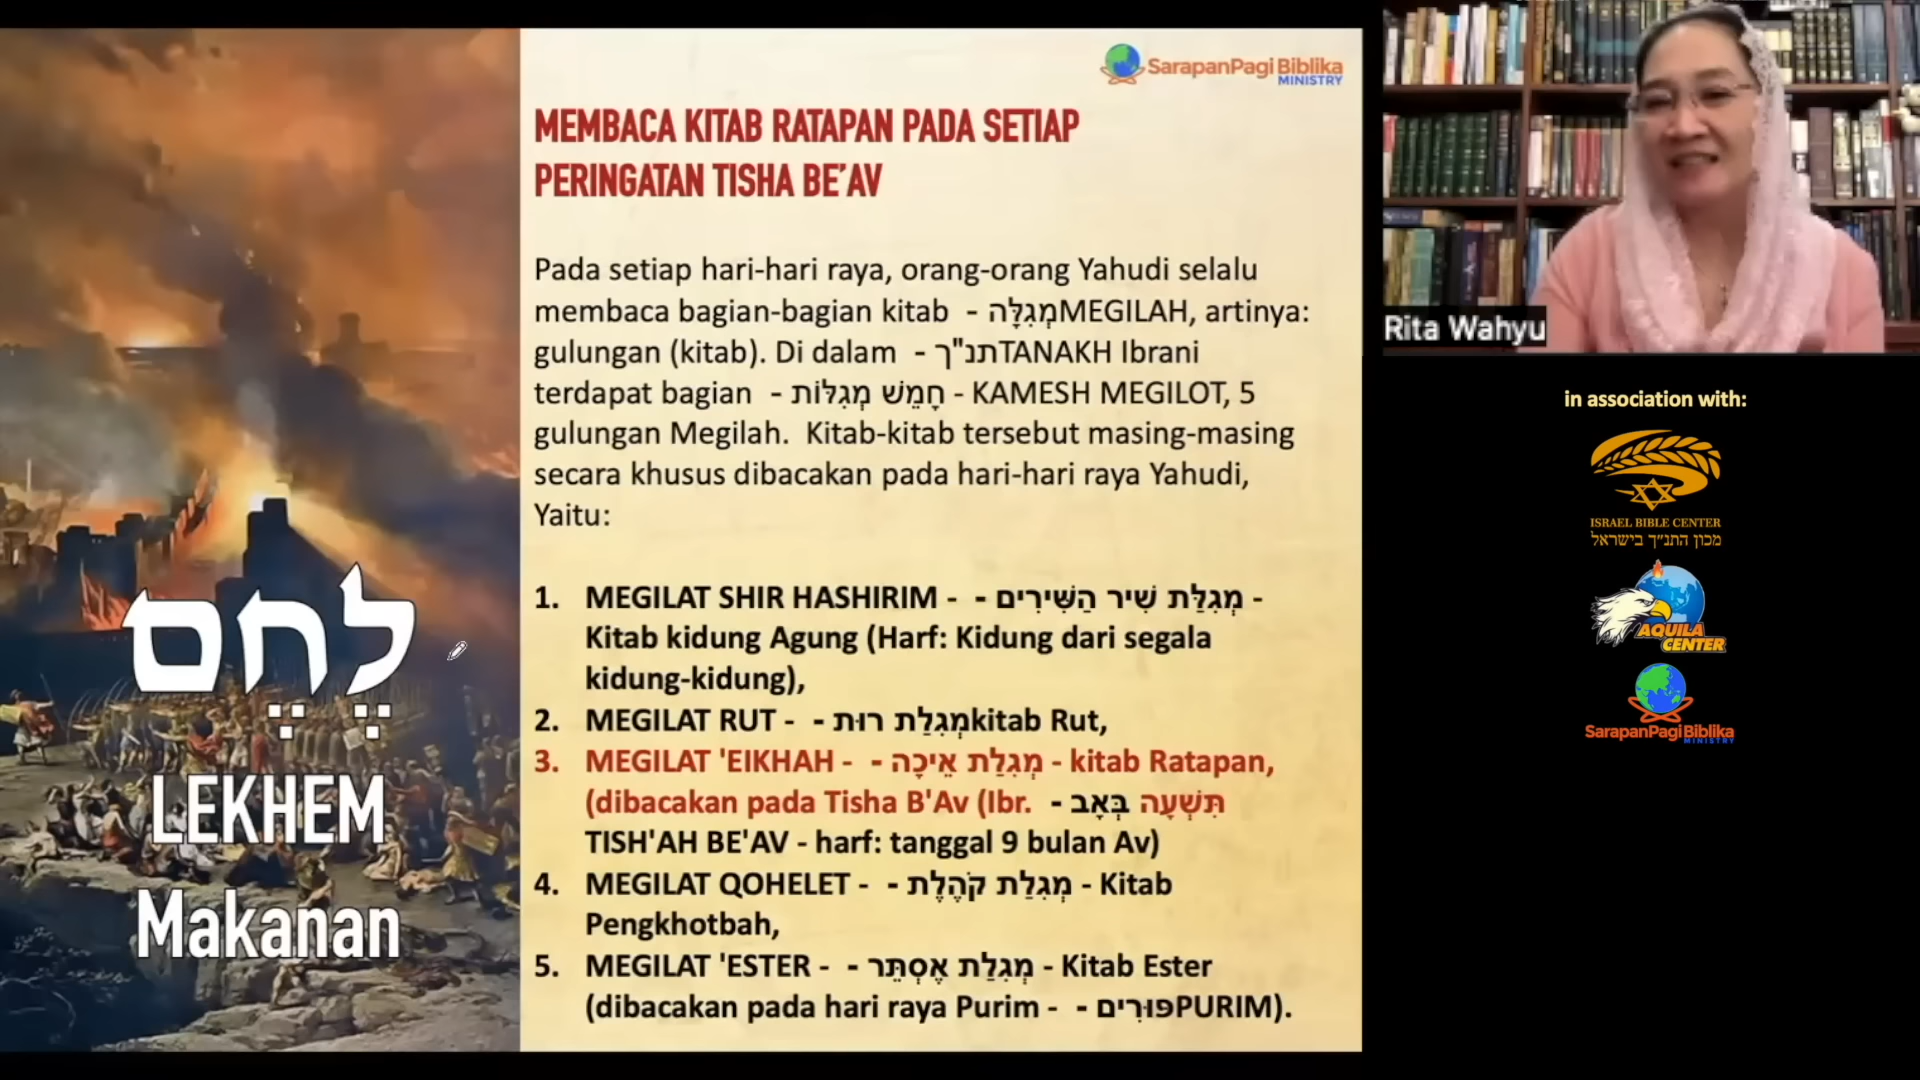 SarapanPagi Biblika
MINISTRY
MEMBACA KITAB RATAPAN PADA SETIAP
PERINGATAN TISHA BE’AV
Pada setiap hari-hari raya, orang-orang Yahudi selalu
membaca bagian-bagian kitab - מְגִלָּהMEGILAH, artinya:
gulungan (kitab). Di dalam - תנ"ךTANAKH Ibrani
terdapat bagian - חָמֵשׁ מְגִלּוֹת - KAMESH MEGILOT, 5
gulungan Megilah. Kitab-kitab tersebut masing-masing
secara khusus dibacakan pada hari-hari raya Yahudi,
Yaitu:
1. MEGILAT SHIR HASHIRIM - - מְגִלַּת שִׁיר הַשִּׁירִים -
Kitab kidung Agung (Harf: Kidung dari segala
kidung-kidung),
2. MEGILAT RUT - - מְגִלַת רוּתkitab Rut,
3. MEGILAT 'EIKHAH - - מְגִלַת אֵיכָה - kitab Ratapan,
(dibacakan pada Tisha B'Av (Ibr. - תִּשְׁעָה בְּאָב
TISH'AH BE'AV - harf: tanggal 9 bulan Av)
4. MEGILAT QOHELET - - מְגִלַת קֹהֶלֶת - Kitab
Pengkhotbah,
5. MEGILAT 'ESTER - - מְגִלַת אֶסְתֵּר - Kitab Ester
(dibacakan pada hari raya Purim - - פּוּרִיםPURIM).
לֶחֶם
LEKHEM
Makanan
Rita Wahyu
in association with:
ISRAEL BIBLE CENTER
מכון התנ״ך בישראל
AQUILA
CENTER
SarapanPagi Biblika
MINISTRY